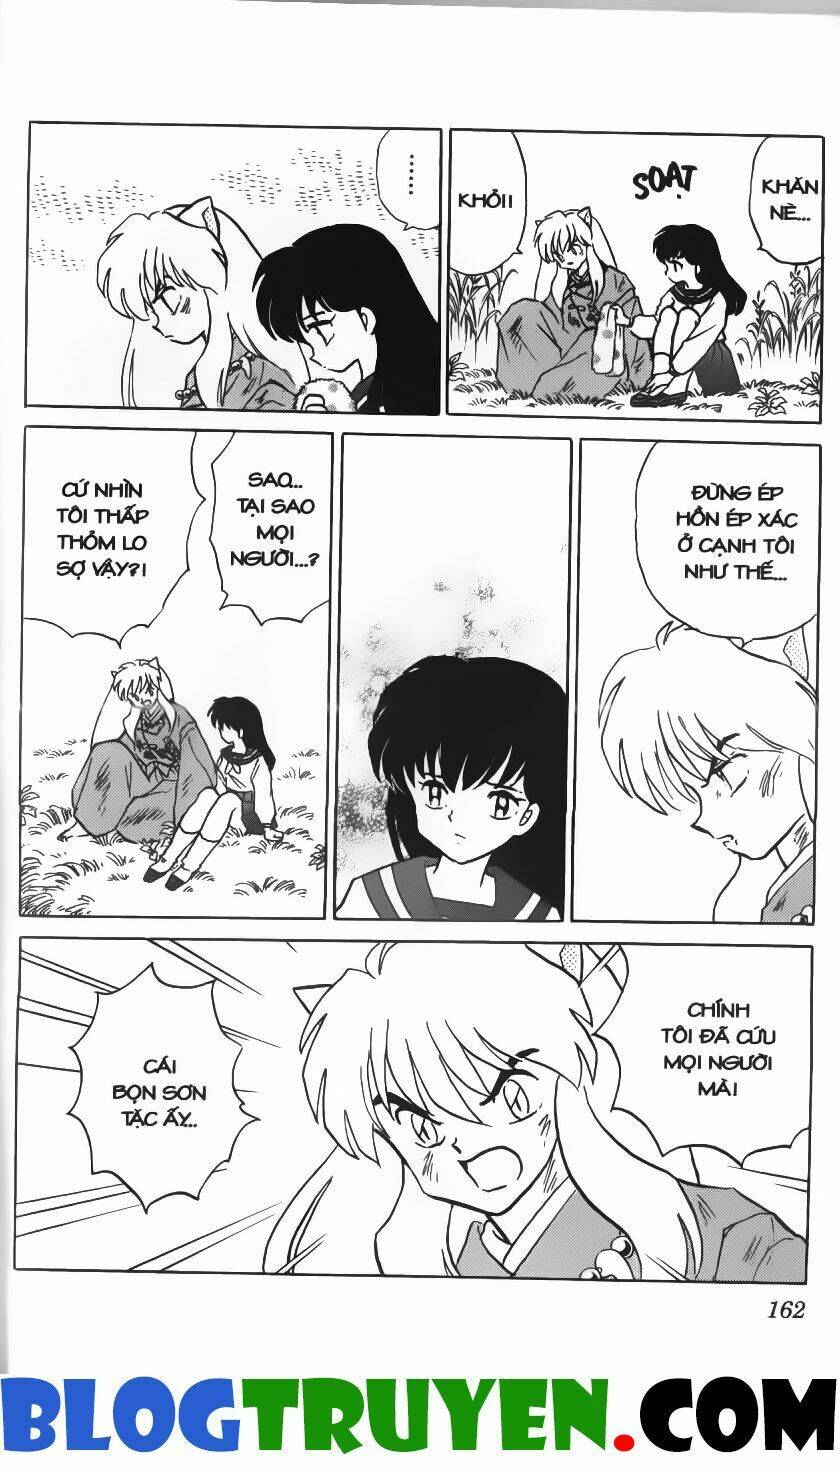 KHĂN
NÈ...
SOẠT
KHỎI!
......
ĐỪNG ÉP
HỒN ÉP XÁC
Ở CẠNH TÔI
NHƯ THẾ...
SAO...
TẠI SAO
MỌI
NGƯỜI...?
CỨ NHÌN
TÔI THẤP
THỎM LO
SỢ VẬY?!
CHÍNH
TÔI ĐÃ CỨU
MỌI NGƯỜI
MÀ!
CÁI
BỌN SƠN
TẶC ẤY...
162
BLOGTRUYEN.COM